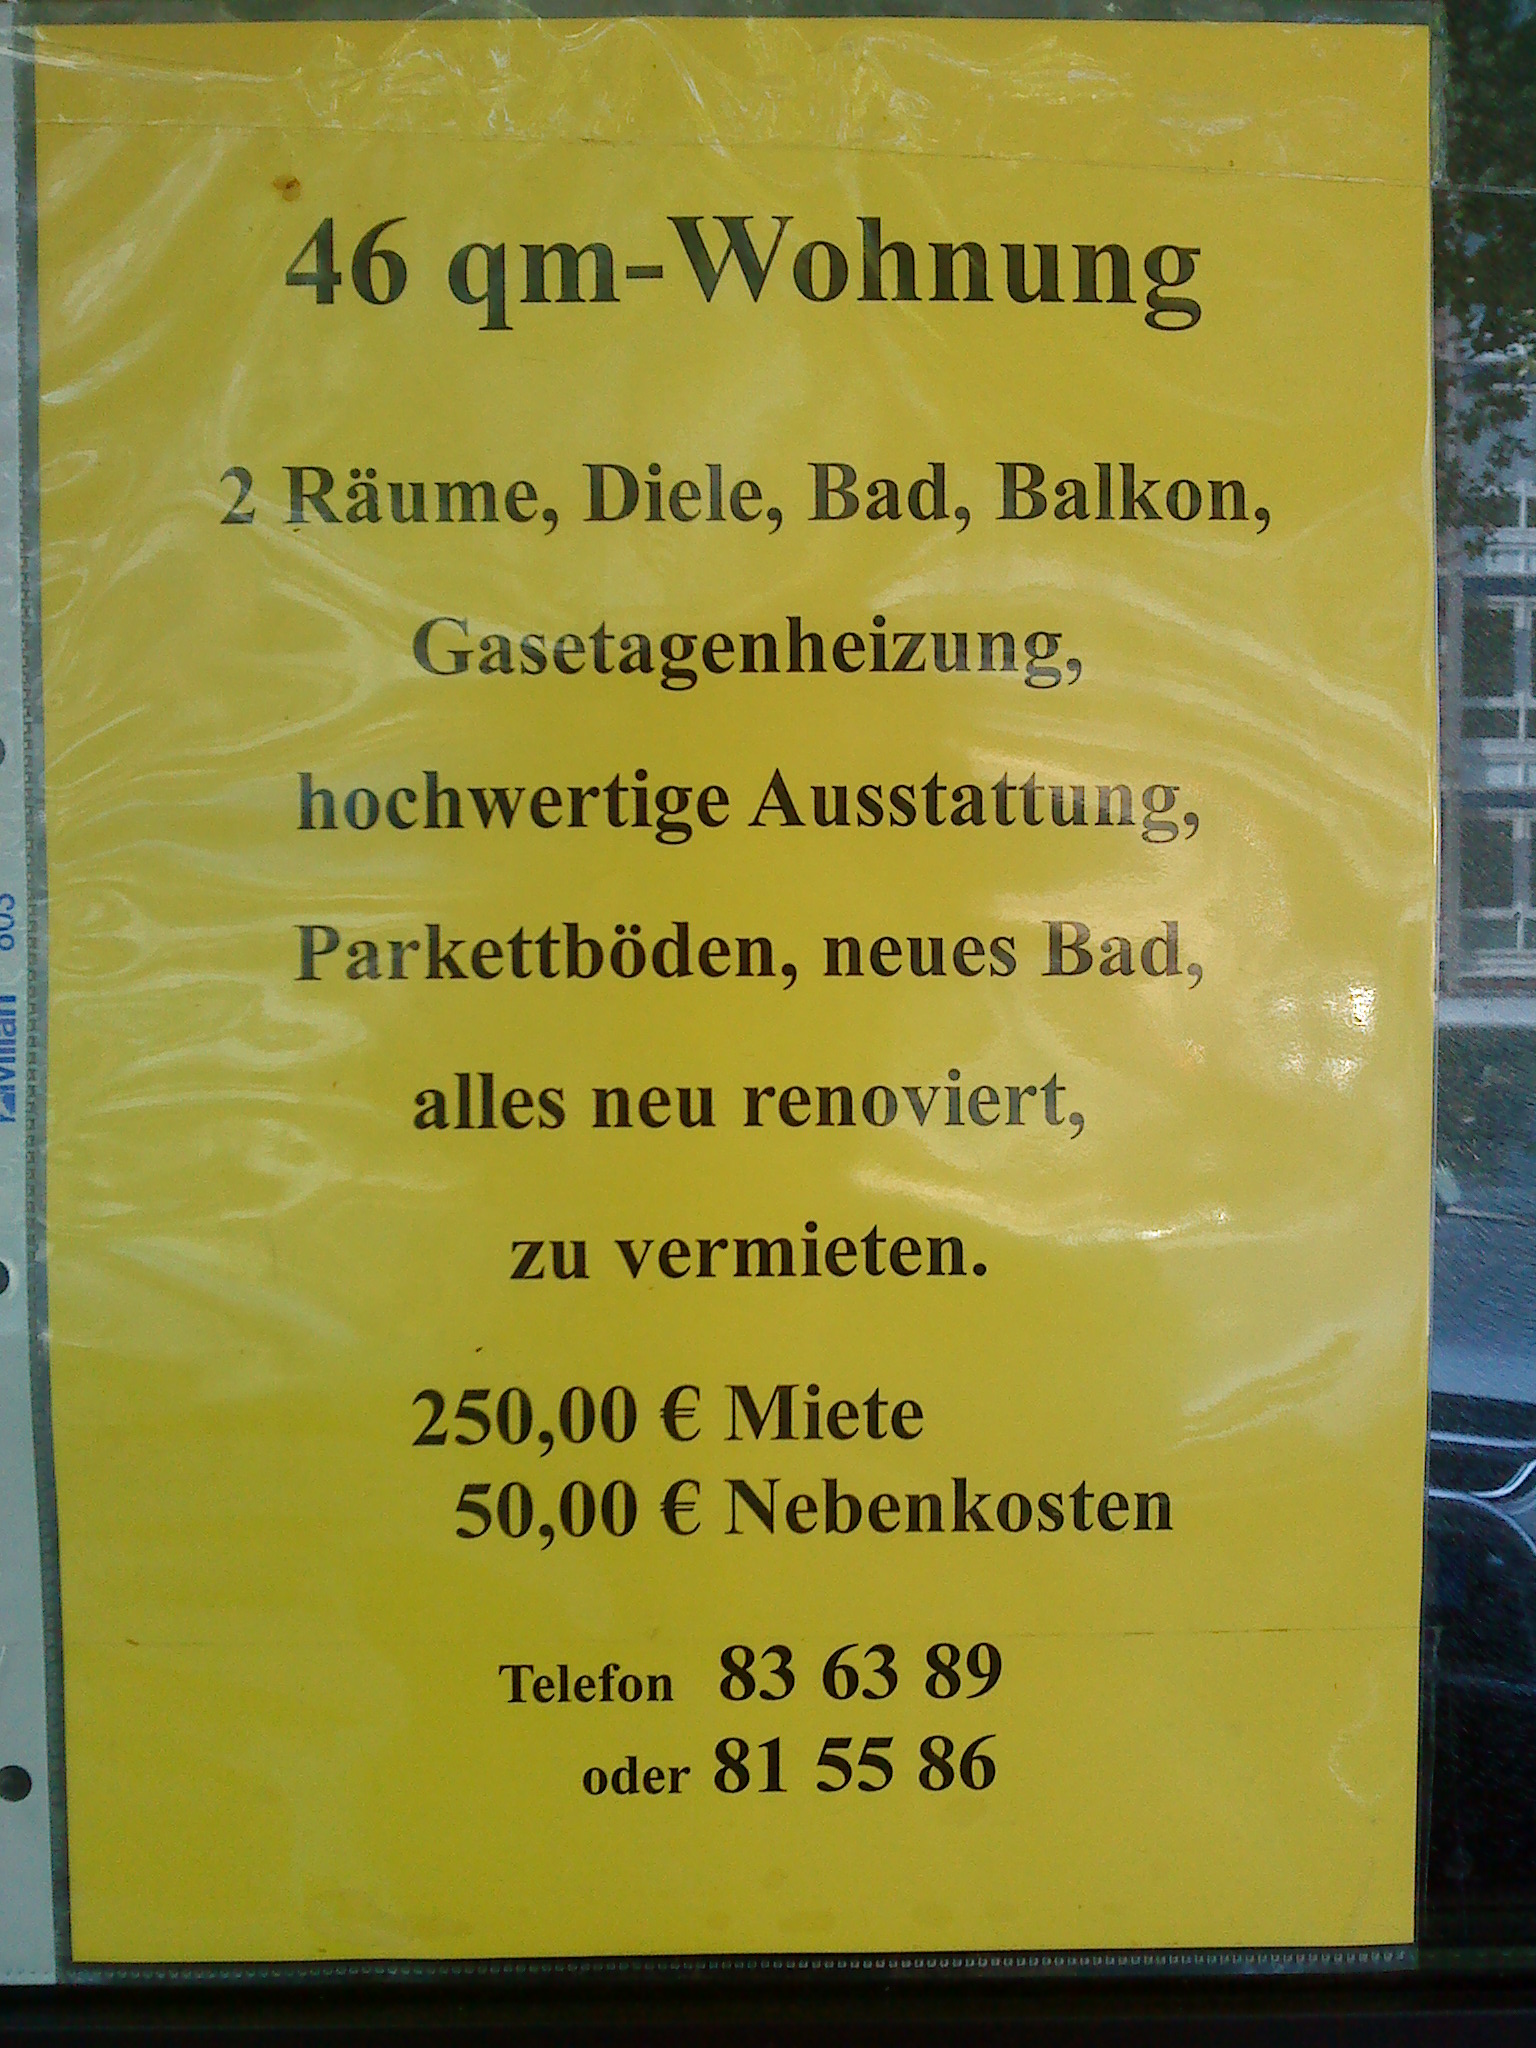 46 qm-Wohnung
2 Räume, Diele, Bad, Balkon,
Gasetagenheizung,
hochwertige Ausstattung,
Parkettböden, neues Bad,
alles neu renoviert,
zu vermieten.
250,00 € Miete
50,00 € Nebenkosten
Telefon 83 63 89
oder 81 55 86